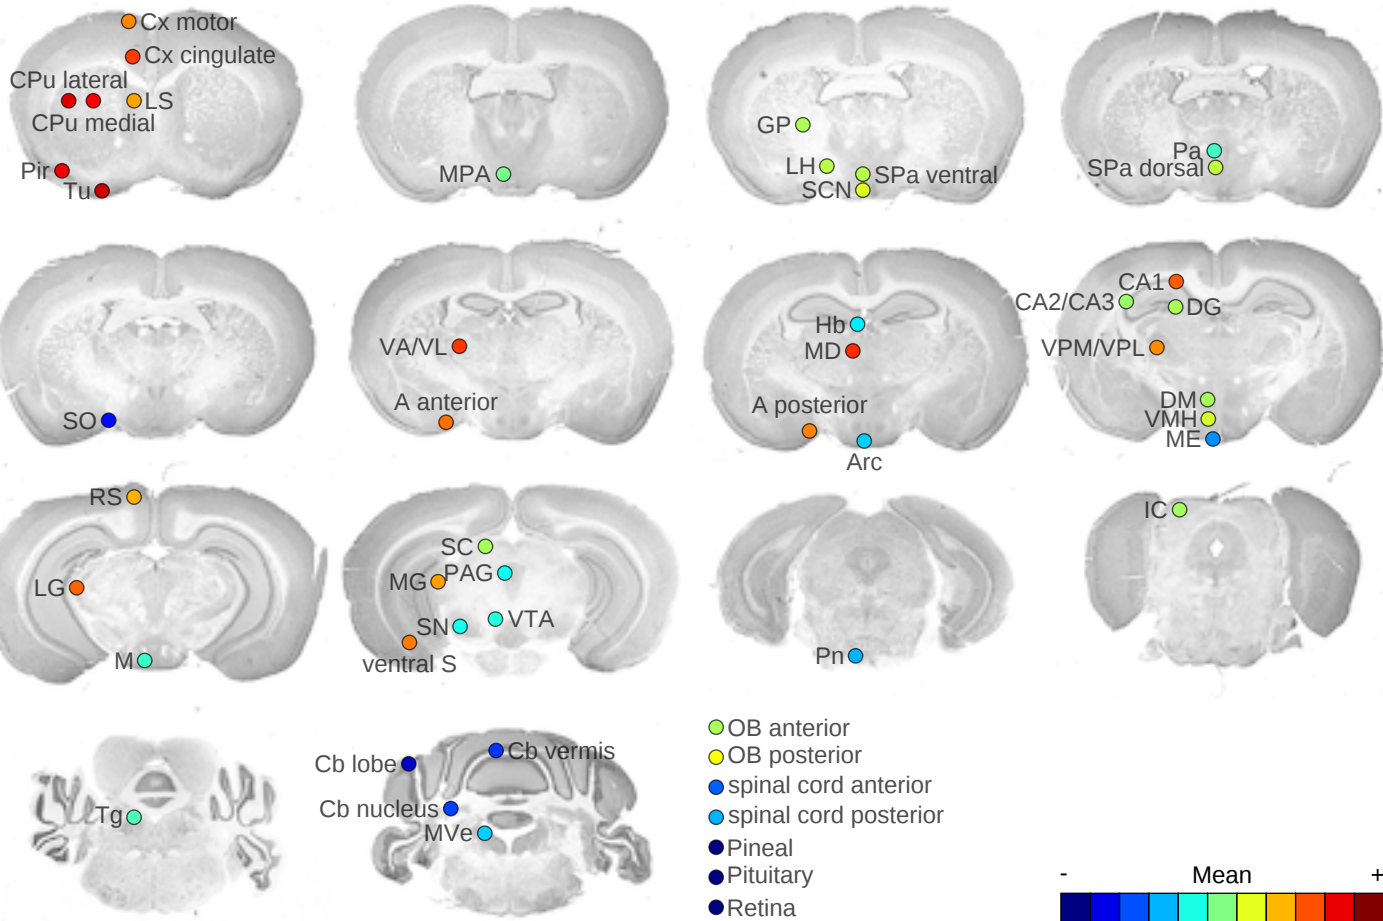 Cx motor
Cx cingulate
CPu lateral
LS
CPu medial
Pir
Tu
MPA
GP
LH
SPa ventral
SCN
Pa
SPa dorsal
SO
VA/VL
A anterior
Hb
MD
A posterior
Arc
CA1
CA2/CA3
DG
VPM/VPL
DM
VMH
ME
RS
LG
M
SC
MG
PAG
SN
VTA
ventral S
Pn
IC
Tg
Cb lobe
Cb vermis
Cb nucleus
MVe
OB anterior
OB posterior
spinal cord anterior
spinal cord posterior
Pineal
Pituitary
Retina
- Mean +